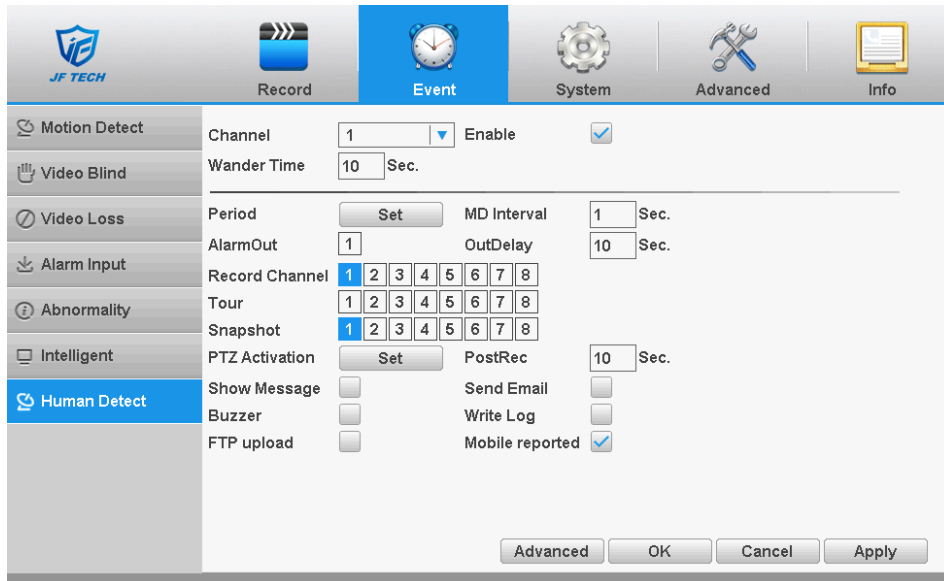 JF TECH
Record
Event
System
Advanced
Info
Motion Detect
Video Blind
Video Loss
Alarm Input
Abnormality
Intelligent
Human Detect
Channel 1 Enable
Wander Time 10 Sec.
Period Set MD Interval 1 Sec.
AlarmOut 1 OutDelay 10 Sec.
Record Channel 1 2 3 4 5 6 7 8
Tour 1 2 3 4 5 6 7 8
Snapshot 1 2 3 4 5 6 7 8
PTZ Activation Set PostRec 10 Sec.
Show Message Send Email
Buzzer Write Log
FTP upload Mobile reported
Advanced OK Cancel Apply